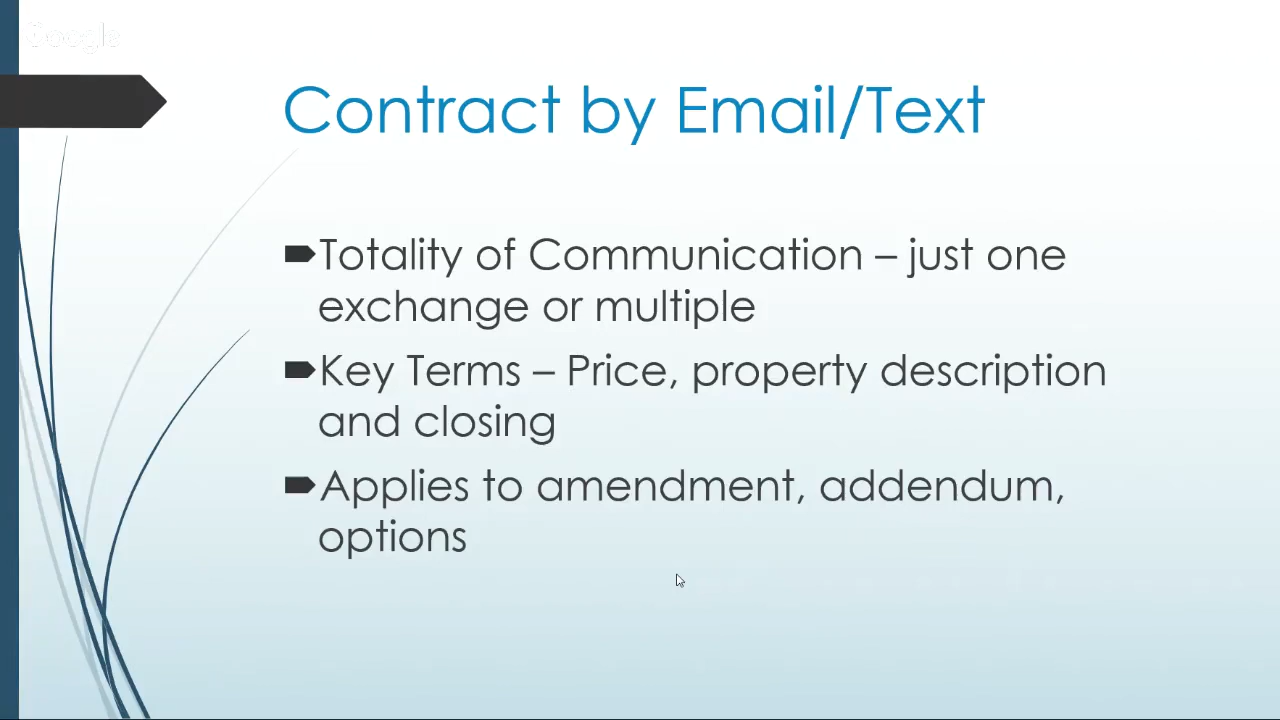 Google
Contract by Email/Text
Totality of Communication – just one
exchange or multiple
Key Terms – Price, property description
and closing
Applies to amendment, addendum,
options